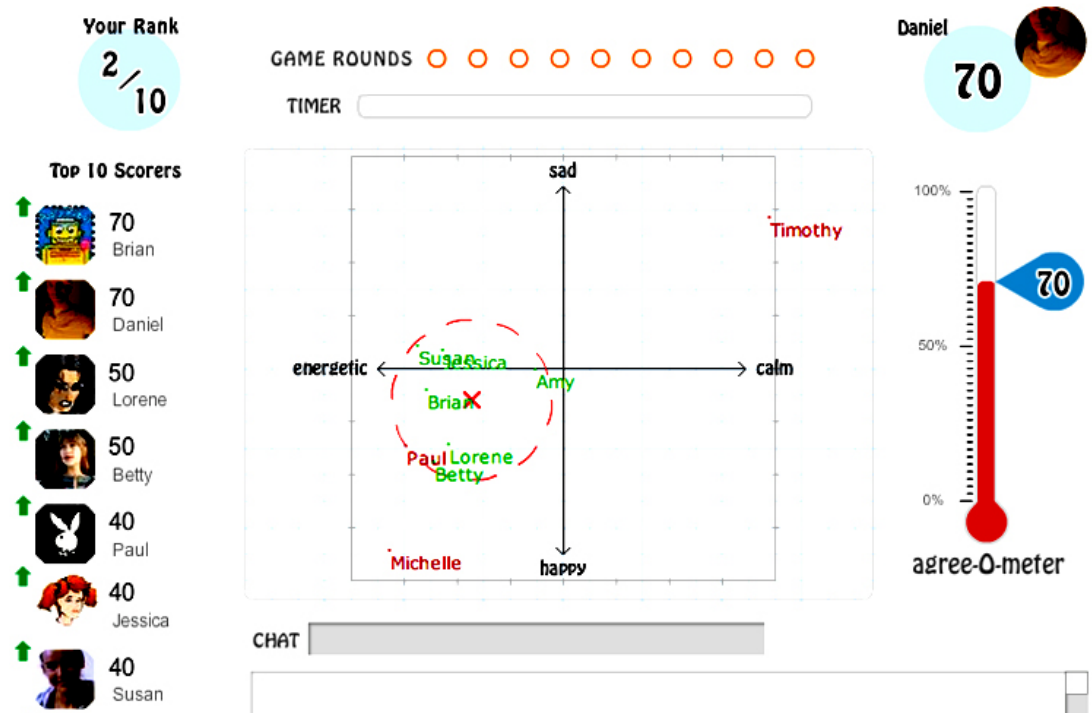 Your Rank
2/10
GAME ROUNDS
TIMER
Daniel
70
Top 10 Scorers
70
Brian
70
Daniel
50
Lorene
50
Betty
40
Paul
40
Jessica
40
Susan
sad
Timothy
energetic
calm
Susan
Jessica
Amy
Brian
Paul
Lorene
Betty
Michelle
happy
100%
70
50%
0%
agree-O-meter
CHAT